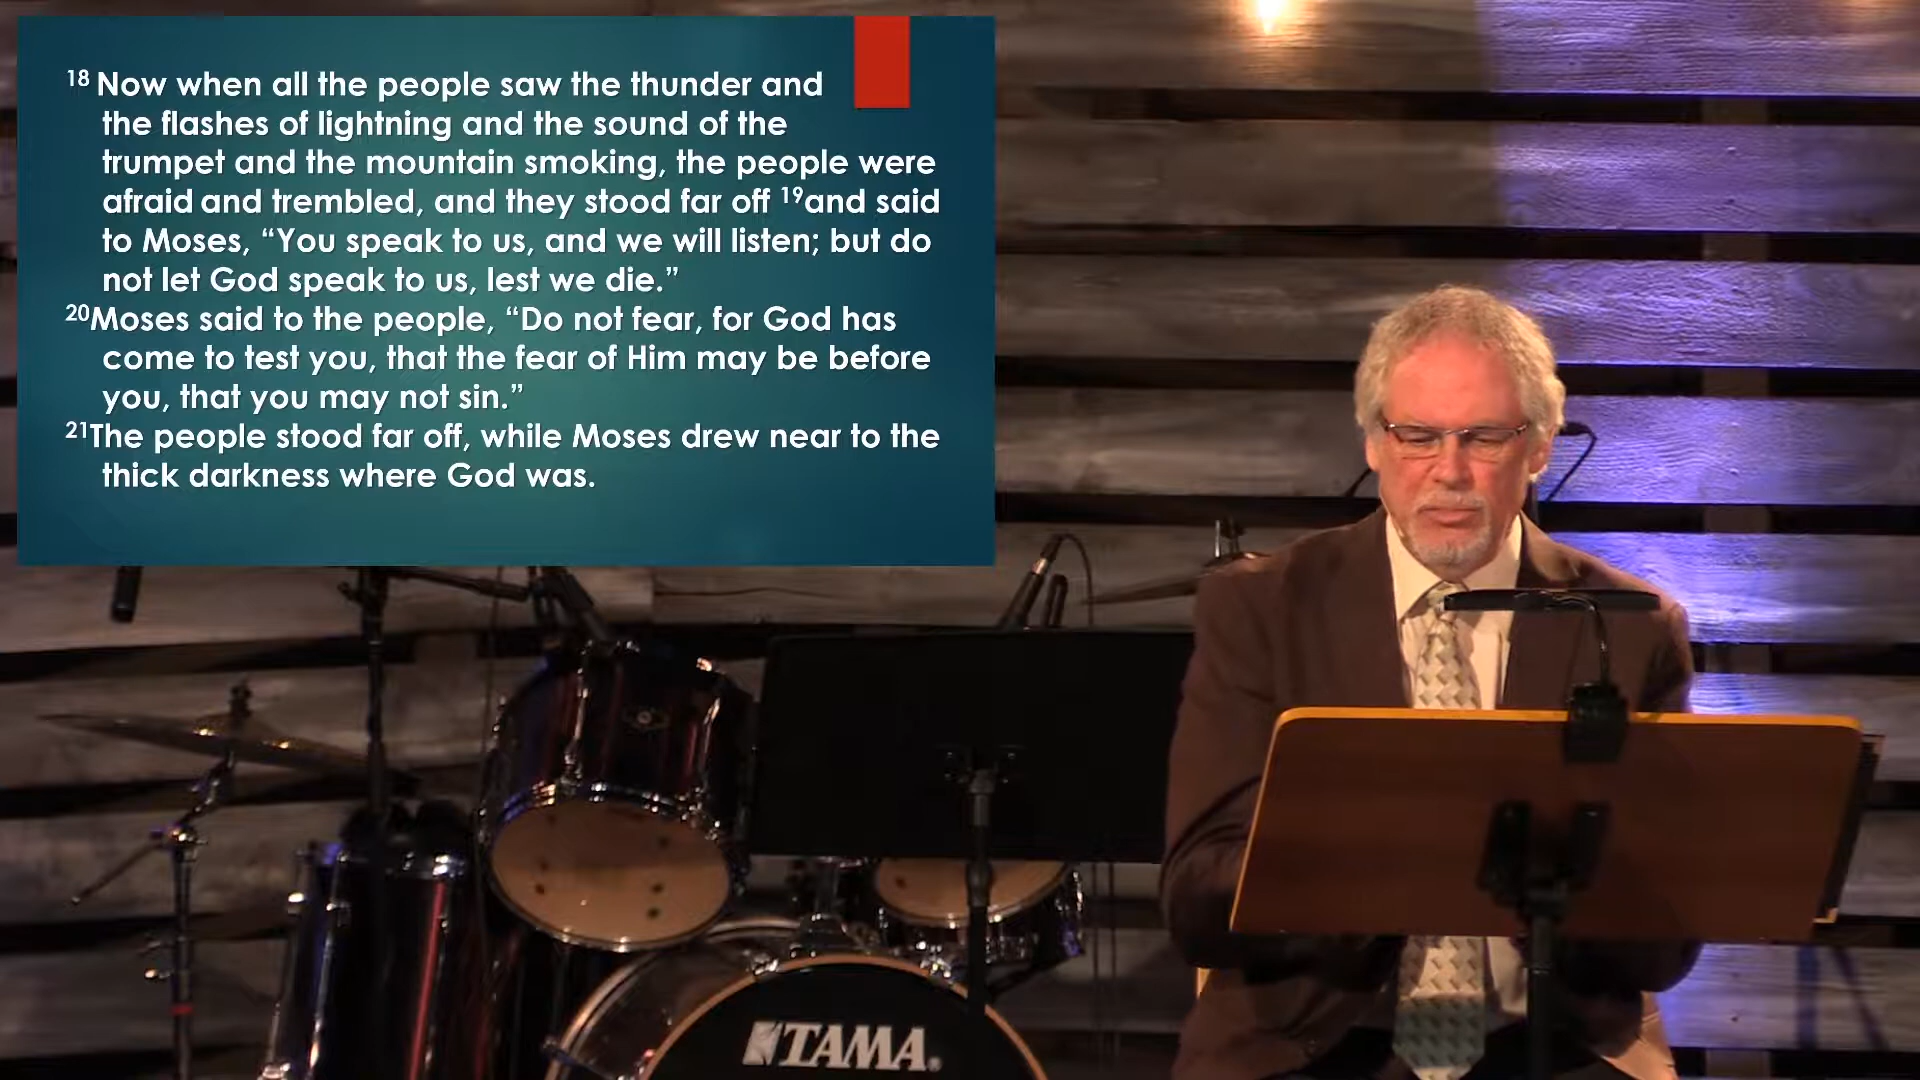 18 Now when all the people saw the thunder and
the flashes of lightning and the sound of the
trumpet and the mountain smoking, the people were
afraid and trembled, and they stood far off 19and said
to Moses, “You speak to us, and we will listen; but do
not let God speak to us, lest we die.”
20Moses said to the people, “Do not fear, for God has
come to test you, that the fear of Him may be before
you, that you may not sin.”
21The people stood far off, while Moses drew near to the
thick darkness where God was.
TAMA.